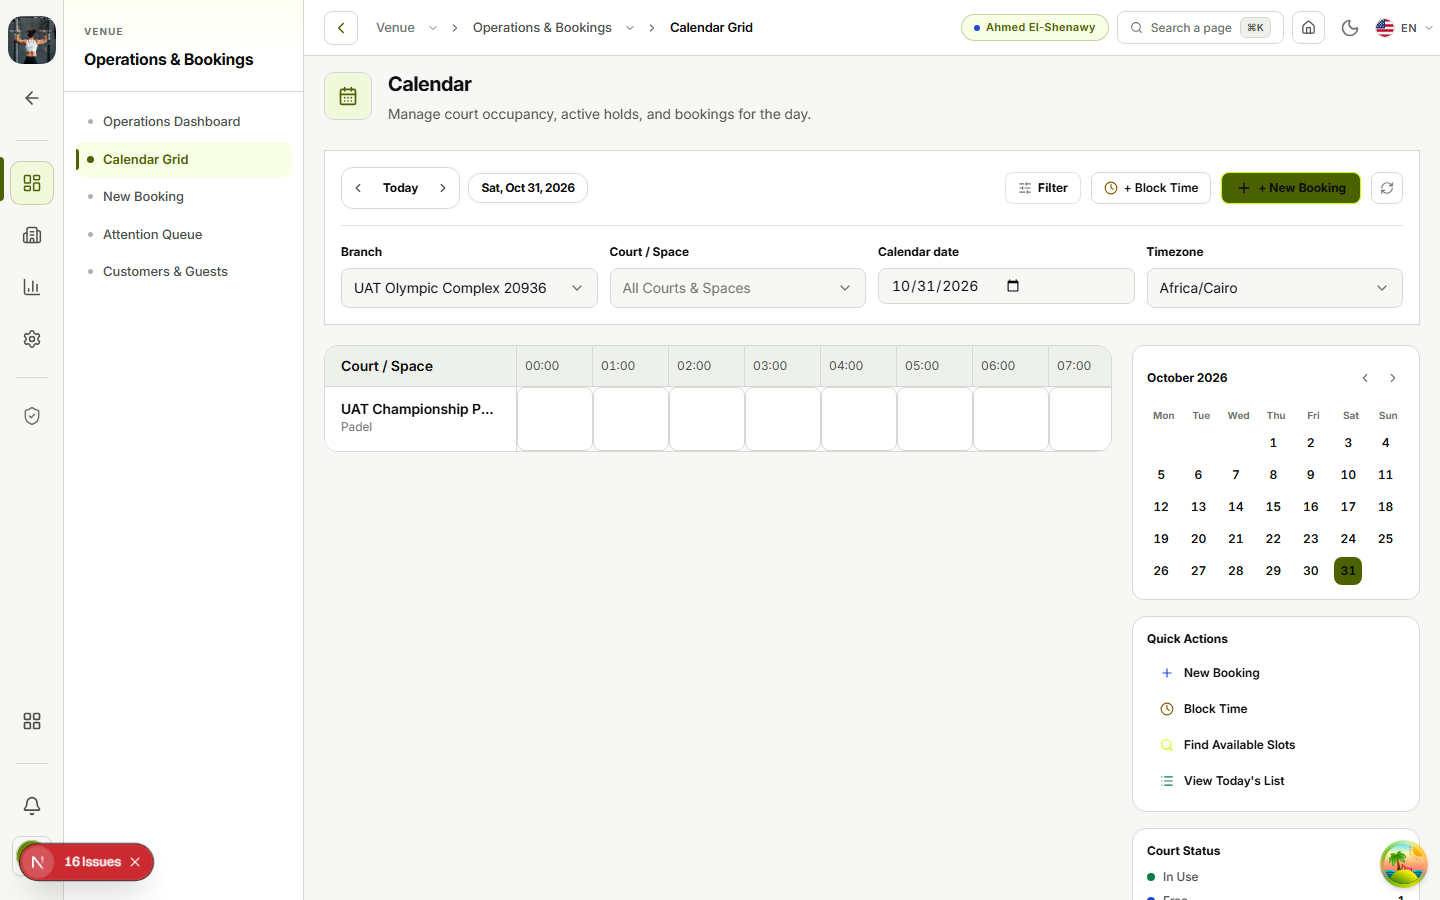 VENUE
Operations & Bookings
Operations Dashboard
Calendar Grid
New Booking
Attention Queue
Customers & Guests
16 Issues
Venue
Operations & Bookings
Calendar Grid
Ahmed El-Shenawy
Search a page ⌘K
EN
Calendar
Manage court occupancy, active holds, and bookings for the day.
Today
Sat, Oct 31, 2026
Filter
+ Block Time
+ New Booking
Branch
Court / Space
Calendar date
Timezone
UAT Olympic Complex 20936
All Courts & Spaces
10/31/2026
Africa/Cairo
Court / Space 00:00 01:00 02:00 03:00 04:00 05:00 06:00 07:00
UAT Championship P...
Padel
October 2026
Mon Tue Wed Thu Fri Sat Sun
1 2 3 4
5 6 7 8 9 10 11
12 13 14 15 16 17 18
19 20 21 22 23 24 25
26 27 28 29 30 31
Quick Actions
New Booking
Block Time
Find Available Slots
View Today's List
Court Status
In Use
Free 1